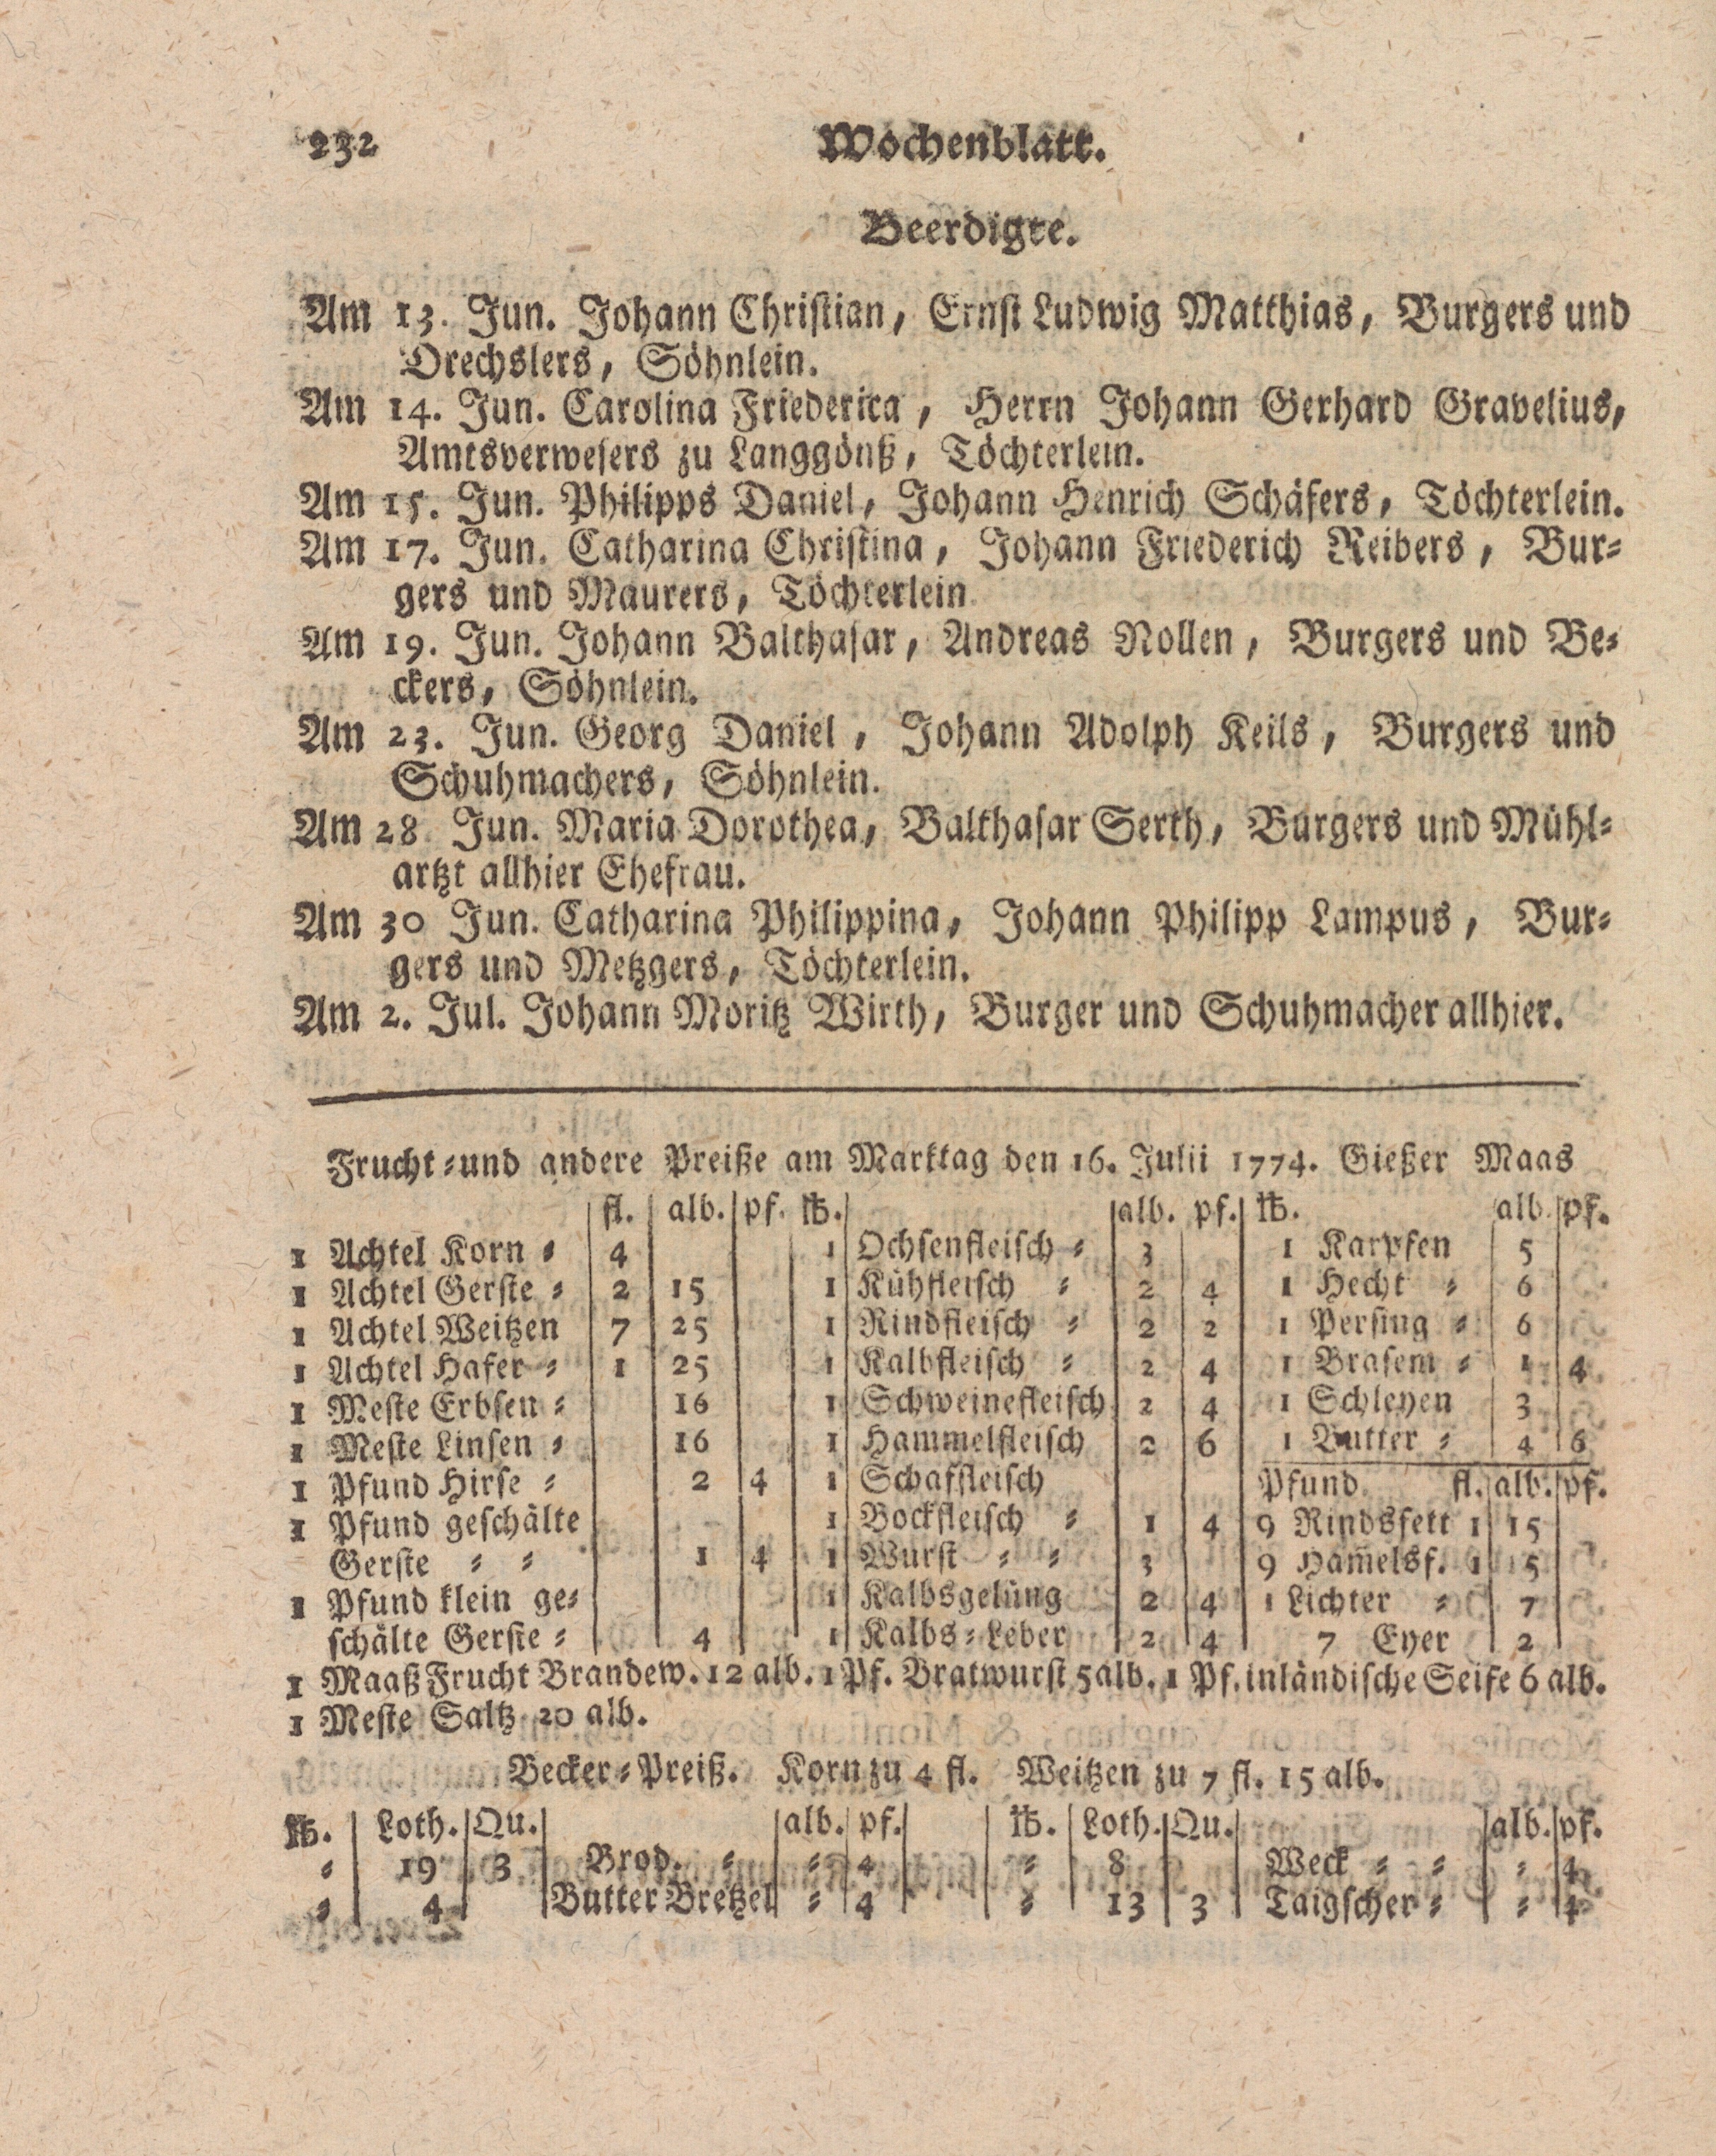 232 Wochenblatt.
Beerdigte.
Am 13. Jun. Johann Christian, Ernst Ludwig Matthias, Burgers und
Drechslers, Söhnlein.
Am 14. Jun. Carolina Friederica, Herrn Johann Gerhard Gravelius,
Amtsverwesers zu Langgönß, Töchterlein.
Am 15. Jun. Philipps Daniel, Johann Henrich Schäfers, Töchterlein.
Am 17. Jun. Catharina Christina, Johann Friederich Reibers, Bur⸗
gers und Maurers, Töchterlein
Am 19. Jun. Johann Balthasar, Andreas Nollen, Burgers und Be⸗
ckers, Söhnlein.
Am 23. Jun. Georg Daniel, Johann Adolph Keils, Burgers und
Schuhmachers, Söhnlein.
Am 28 Jun. Maria Dorothea, Balthasar Serth, Burgers und Mühl⸗
artzt allhier Ehefrau.
Am 30 Jun. Catharina Philippina, Johann Philipp Lampus, Bur⸗
gers und Metzgers, Töchterlein.
Am 2. Jul. Johann Moritz Wirth, Burger und Schuhmacher allhier.
Frucht⸗und andere Preiße am Marktag den 16. Julii 1774. Gießer Maas
fl. alb. pf. ℔. alb. pf. ℔. alb. pf.
1 Achtel Korn ⸗ 4 1 Ochsenfleisch ⸗ 3 1 Karpfen 5
1 Achtel Gerste ⸗ 2 15 1 Kühfleisch ⸗ 2 4 1 Hecht ⸗ 6
1 Achtel Weitzen 7 25 1 Rindfleisch ⸗ 2 2 1 Persing ⸗ 6
1 Achtel Hafer ⸗ 1 25 1 Kalbfleisch ⸗ 2 4 1 Brasem ⸗ 1 4
1 Meste Erbsen ⸗ 16 1 Schweinefleisch 2 4 1 Schleyen 3
1 Meste Linsen ⸗ 16 1 Hammelfleisch 2 6 1 Butter ⸗ 4 6
1 Pfund Hirse ⸗ 2 4 1 Schaffleisch Pfund fl. alb. pf.
1 Pfund geschälte 1 Bockfleisch ⸗ 1 4 9 Rindsfett 1 15
Gerste ⸗ ⸗ 1 4 1 Wurst ⸗ ⸗ 3 9 Ham̄elsf. 1 5
1 Pfund klein ge⸗ 1 Kalbsgelüng 2 4 1 Lichter ⸗ 7
schälte Gerste ⸗ 4 1 Kalbs⸗Leber 2 4 7 Eyer 2
1 Maaß Frucht Brandew. 12 alb. 1 Pf. Bratwurst 5 alb. 1 Pf. inländische Seife 6 alb.
1 Meste Saltz 20 alb.
Becker⸗Preiß. Korn zu 4 fl. Weitzen zu 7 fl. 15 alb.
℔. Loth. Qu. alb. pf. ℔. Loth. Qu. alb. pf.
⸗ 19 3 Brod. ⸗ ⸗ 4 ⸗ 8 Weck ⸗ ⸗ ⸗ 4
⸗ 4 Butter Bretzel ⸗ 4 ⸗ 13 3 Taigscher ⸗ ⸗ 4